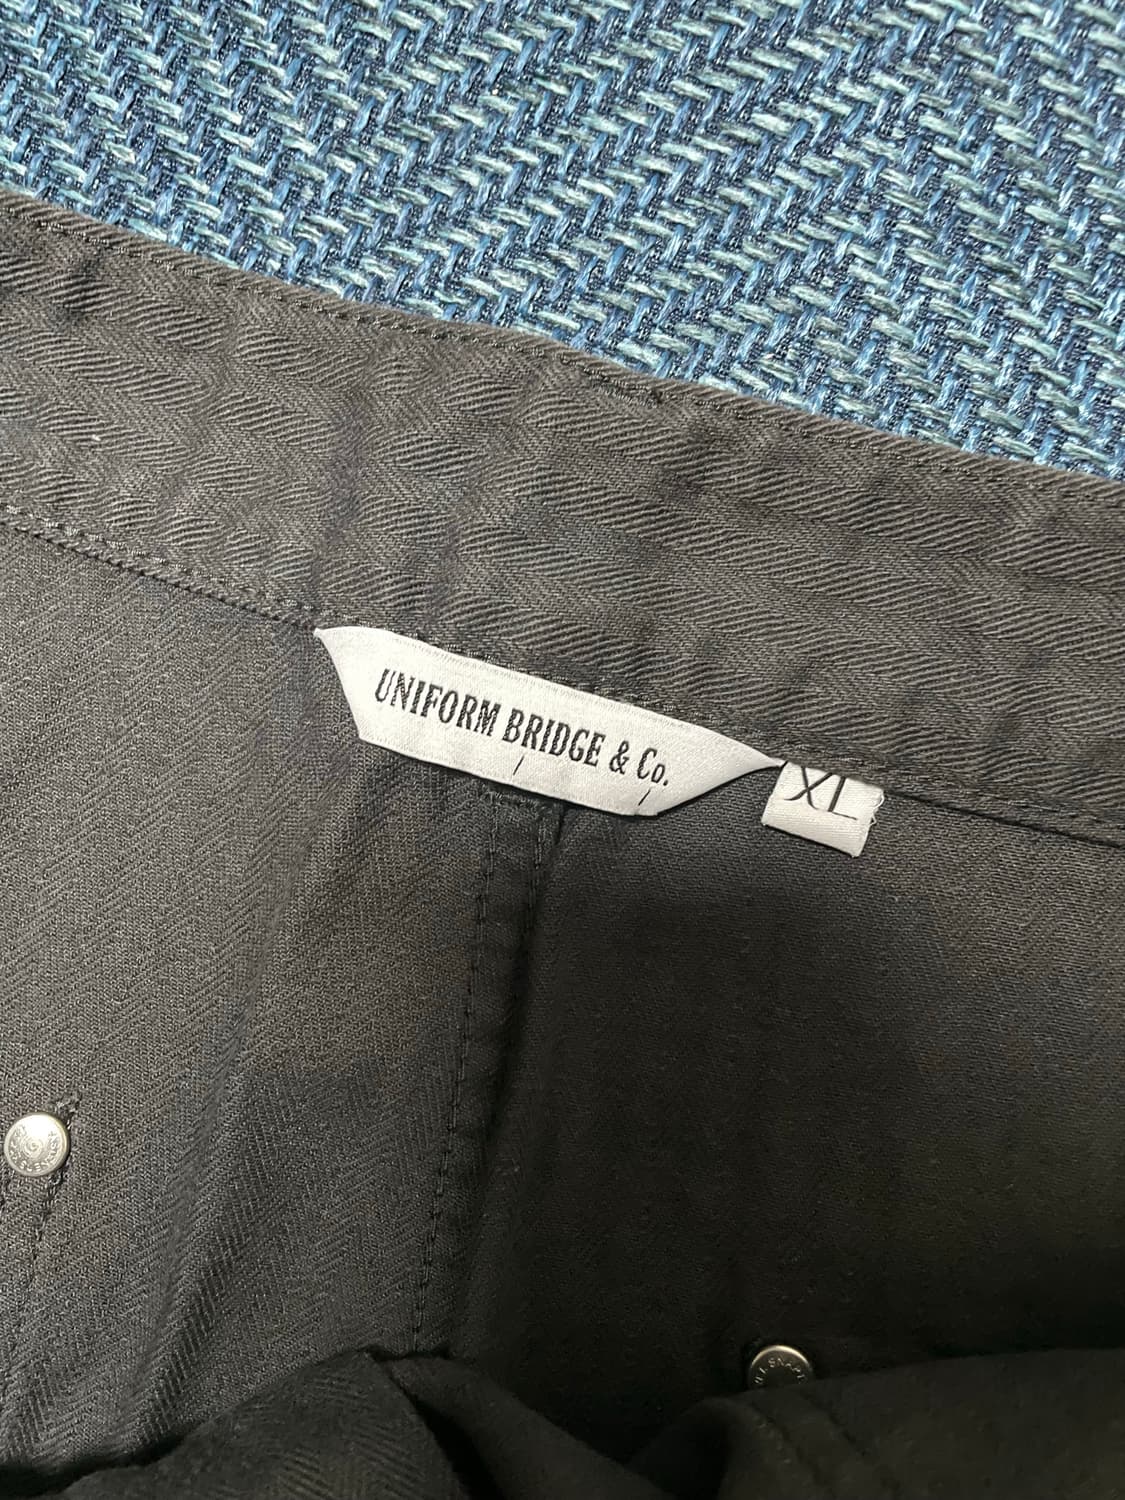 UNIFORM BRIDGE & Co.
XL